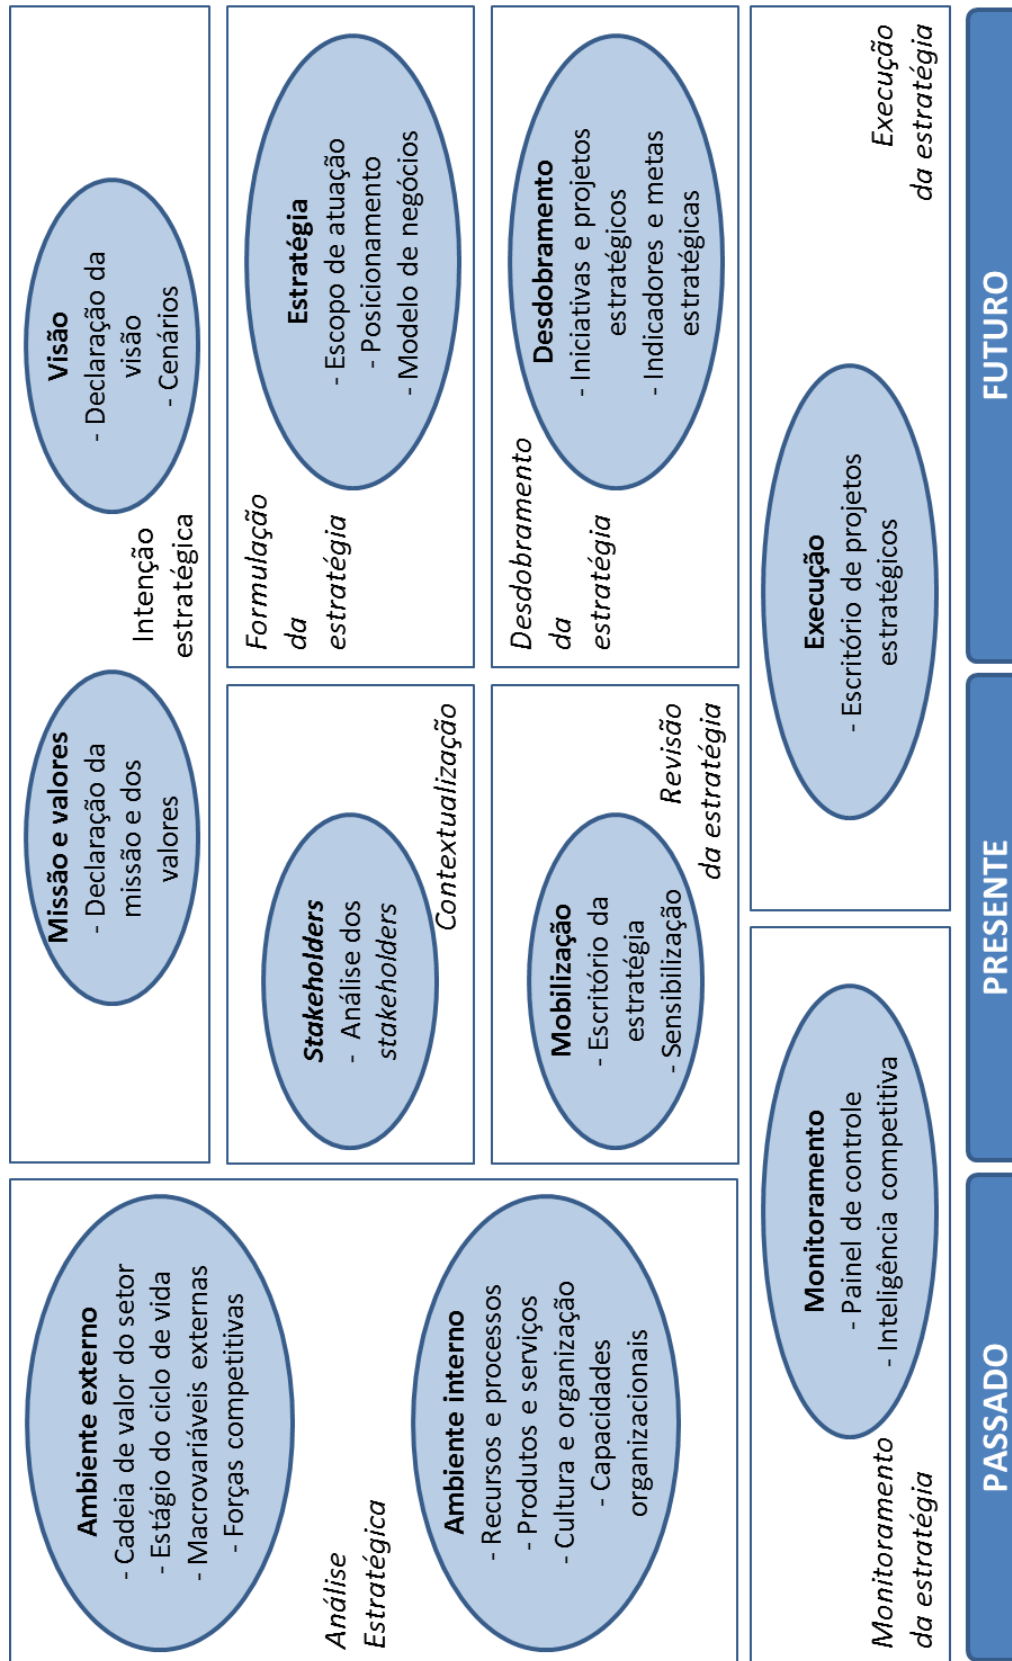 Ambiente externo
- Cadeia de valor do setor
- Estágio do ciclo de vida
- Macrovariáveis externas
- Forças competitivas
Análise
Estratégica
Ambiente interno
- Recursos e processos
- Produtos e serviços
- Cultura e organização
- Capacidades
organizacionais
Missão e valores
- Declaração da
missão e dos
valores
Intenção
estratégica
Visão
- Declaração da
visão
- Cenários
Stakeholders
- Análise dos
stakeholders
Contextualização
Formulação
da
estratégia
Estratégia
- Escopo de atuação
- Posicionamento
- Modelo de negócios
Mobilização
- Escritório da
estratégia
- Sensibilização
Revisão
da estratégia
Desdobramento
da
estratégia
Desdobramento
- Iniciativas e projetos
estratégicos
- Indicadores e metas
estratégicas
Monitoramento
da estratégia
Monitoramento
- Painel de controle
- Inteligência competitiva
Execução
- Escritório de projetos
estratégicos
Execução
da estratégia
PASSADO
PRESENTE
FUTURO